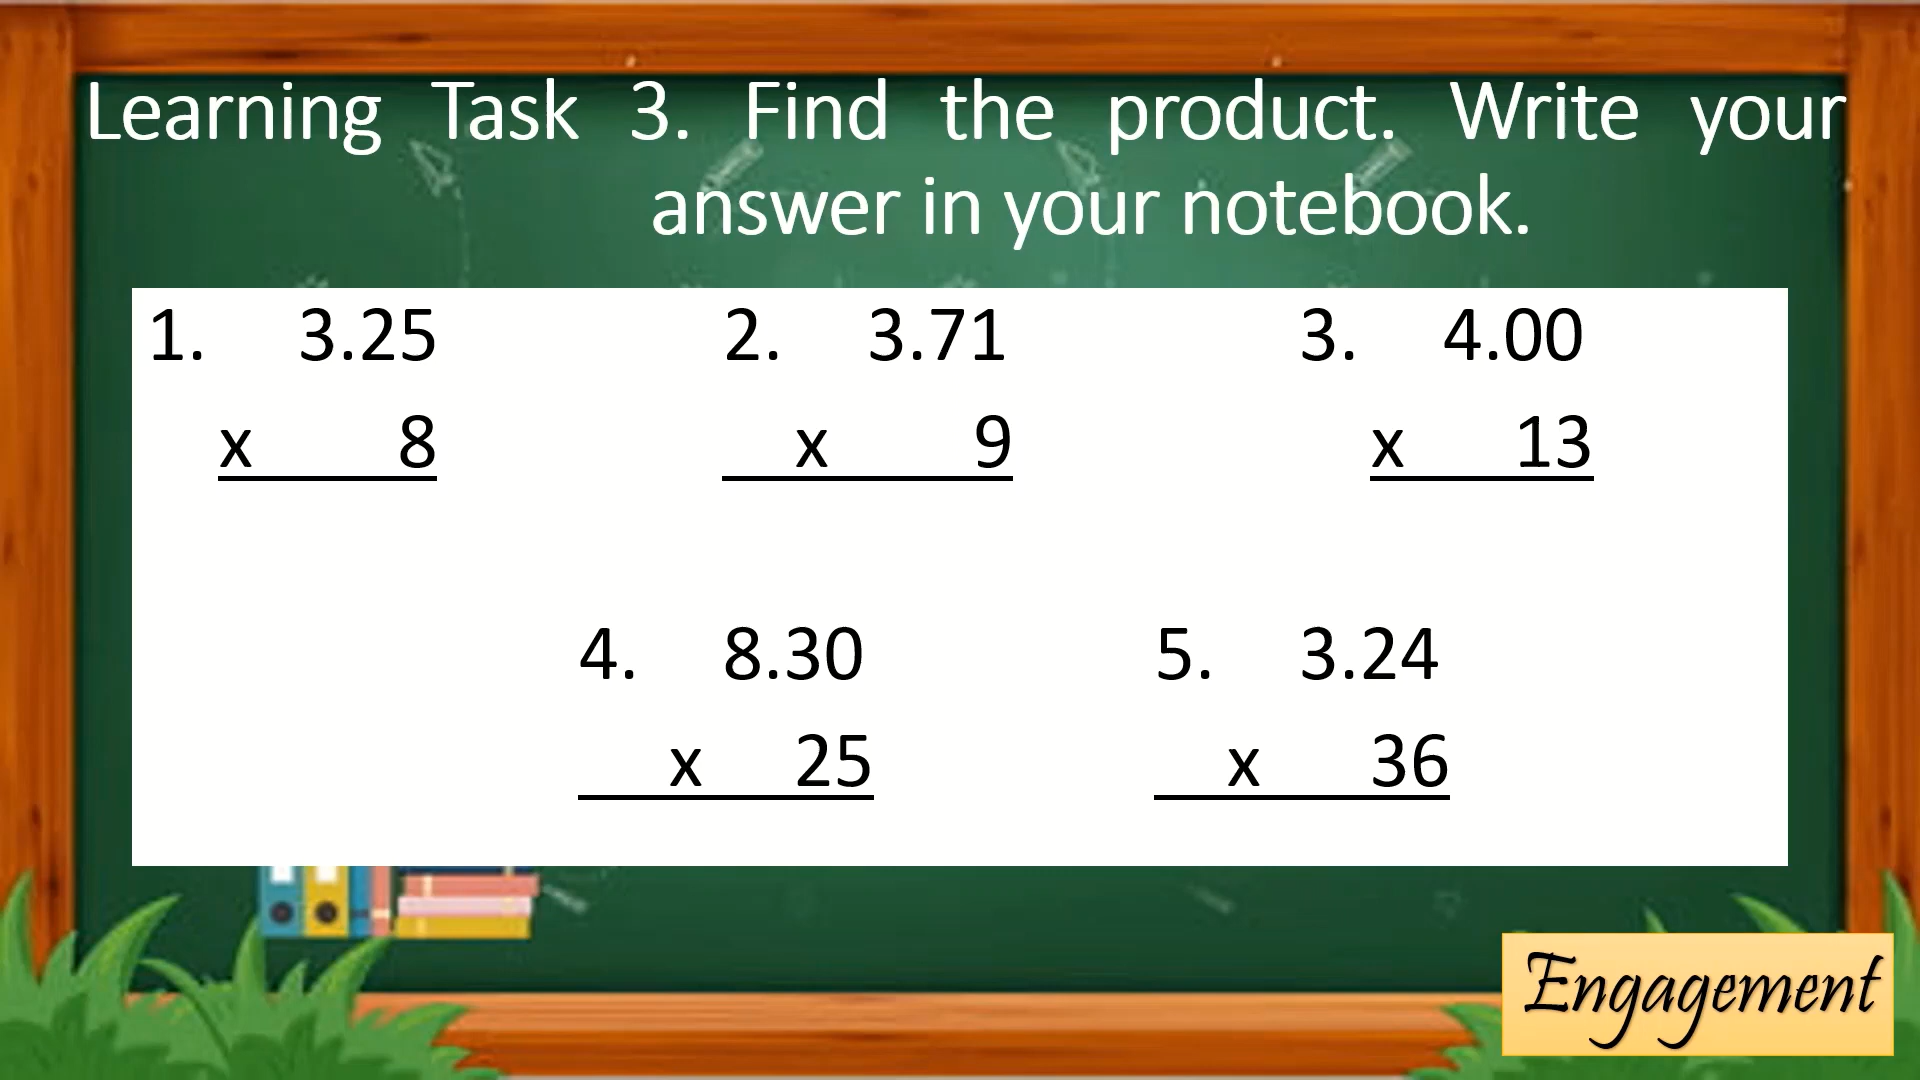 Learning Task 3. Find the product. Write your
answer in your notebook.
1. 3.25 2. 3.71 3. 4.00
x 8 x 9 x 13
4. 8.30 5. 3.24
x 25 x 36
Engagement